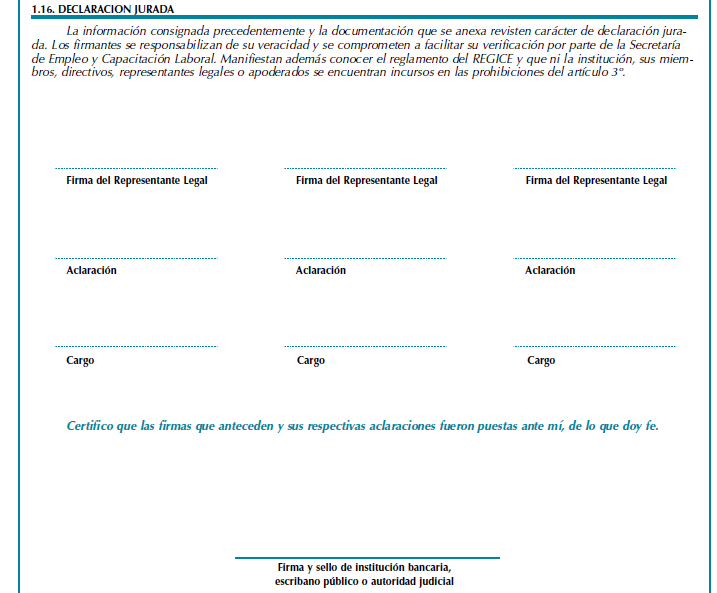 1.16. DECLARACION JURADA
La información consignada precedentemente y la documentación que se anexa revisten carácter de declaración jura-
da. Los firmantes se responsabilizan de su veracidad y se comprometen a facilitar su verificación por parte de la Secretaría
de Empleo y Capacitación Laboral. Manifiestan además conocer el reglamento del REGICE y que ni la institución, sus miem-
bros, directivos, representantes legales o apoderados se encuentran incursos en las prohibiciones del artículo 3º.
Firma del Representante Legal Firma del Representante Legal Firma del Representante Legal
Aclaración Aclaración Aclaración
Cargo Cargo Cargo
Certifico que las firmas que anteceden y sus respectivas aclaraciones fueron puestas ante mí, de lo que doy fe.
Firma y sello de institución bancaria,
escribano público o autoridad judicial